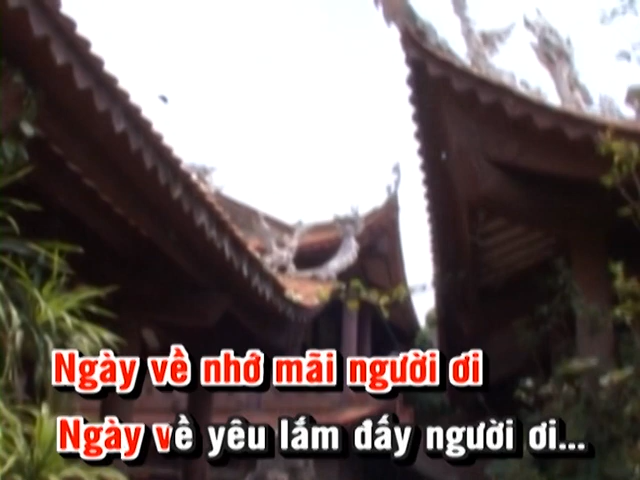 Ngày về nhớ mãi người ơi
Ngày về yêu lắm đấy người ơi...